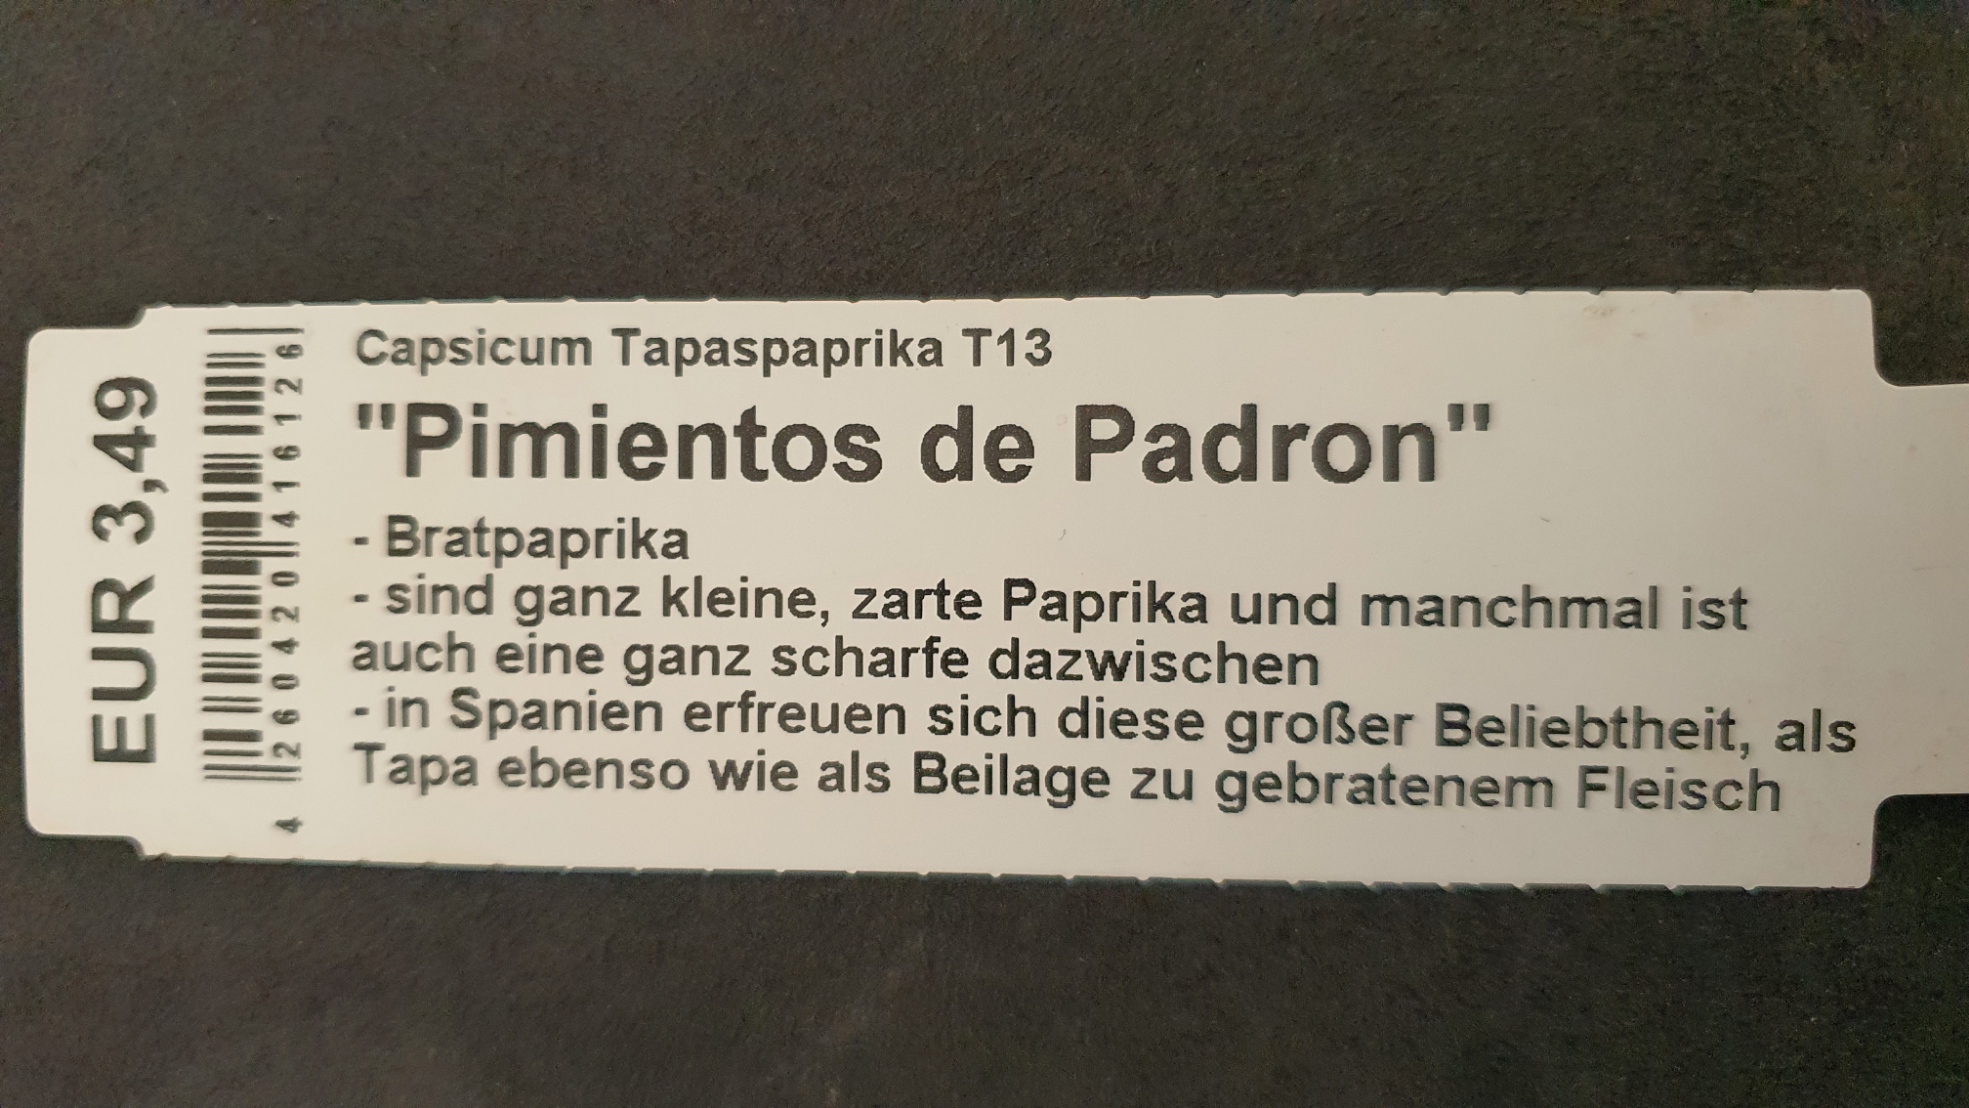 EUR 3,49
4 260420 416126
Capsicum Tapaspaprika T13
"Pimientos de Padron"
- Bratpaprika
- sind ganz kleine, zarte Paprika und manchmal ist
auch eine ganz scharfe dazwischen
- in Spanien erfreuen sich diese großer Beliebtheit, als
Tapa ebenso wie als Beilage zu gebratenem Fleisch